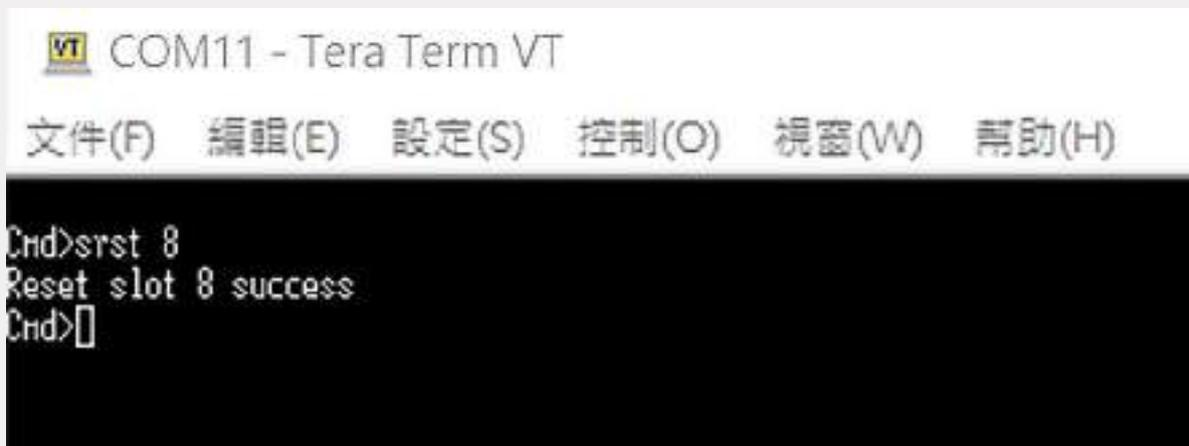 VT COM11 - Tera Term VT
文件(F) 編輯(E) 設定(S) 控制(O) 視窗(W) 幫助(H)
Cmd>srst 8
Reset slot 8 success
Cmd>